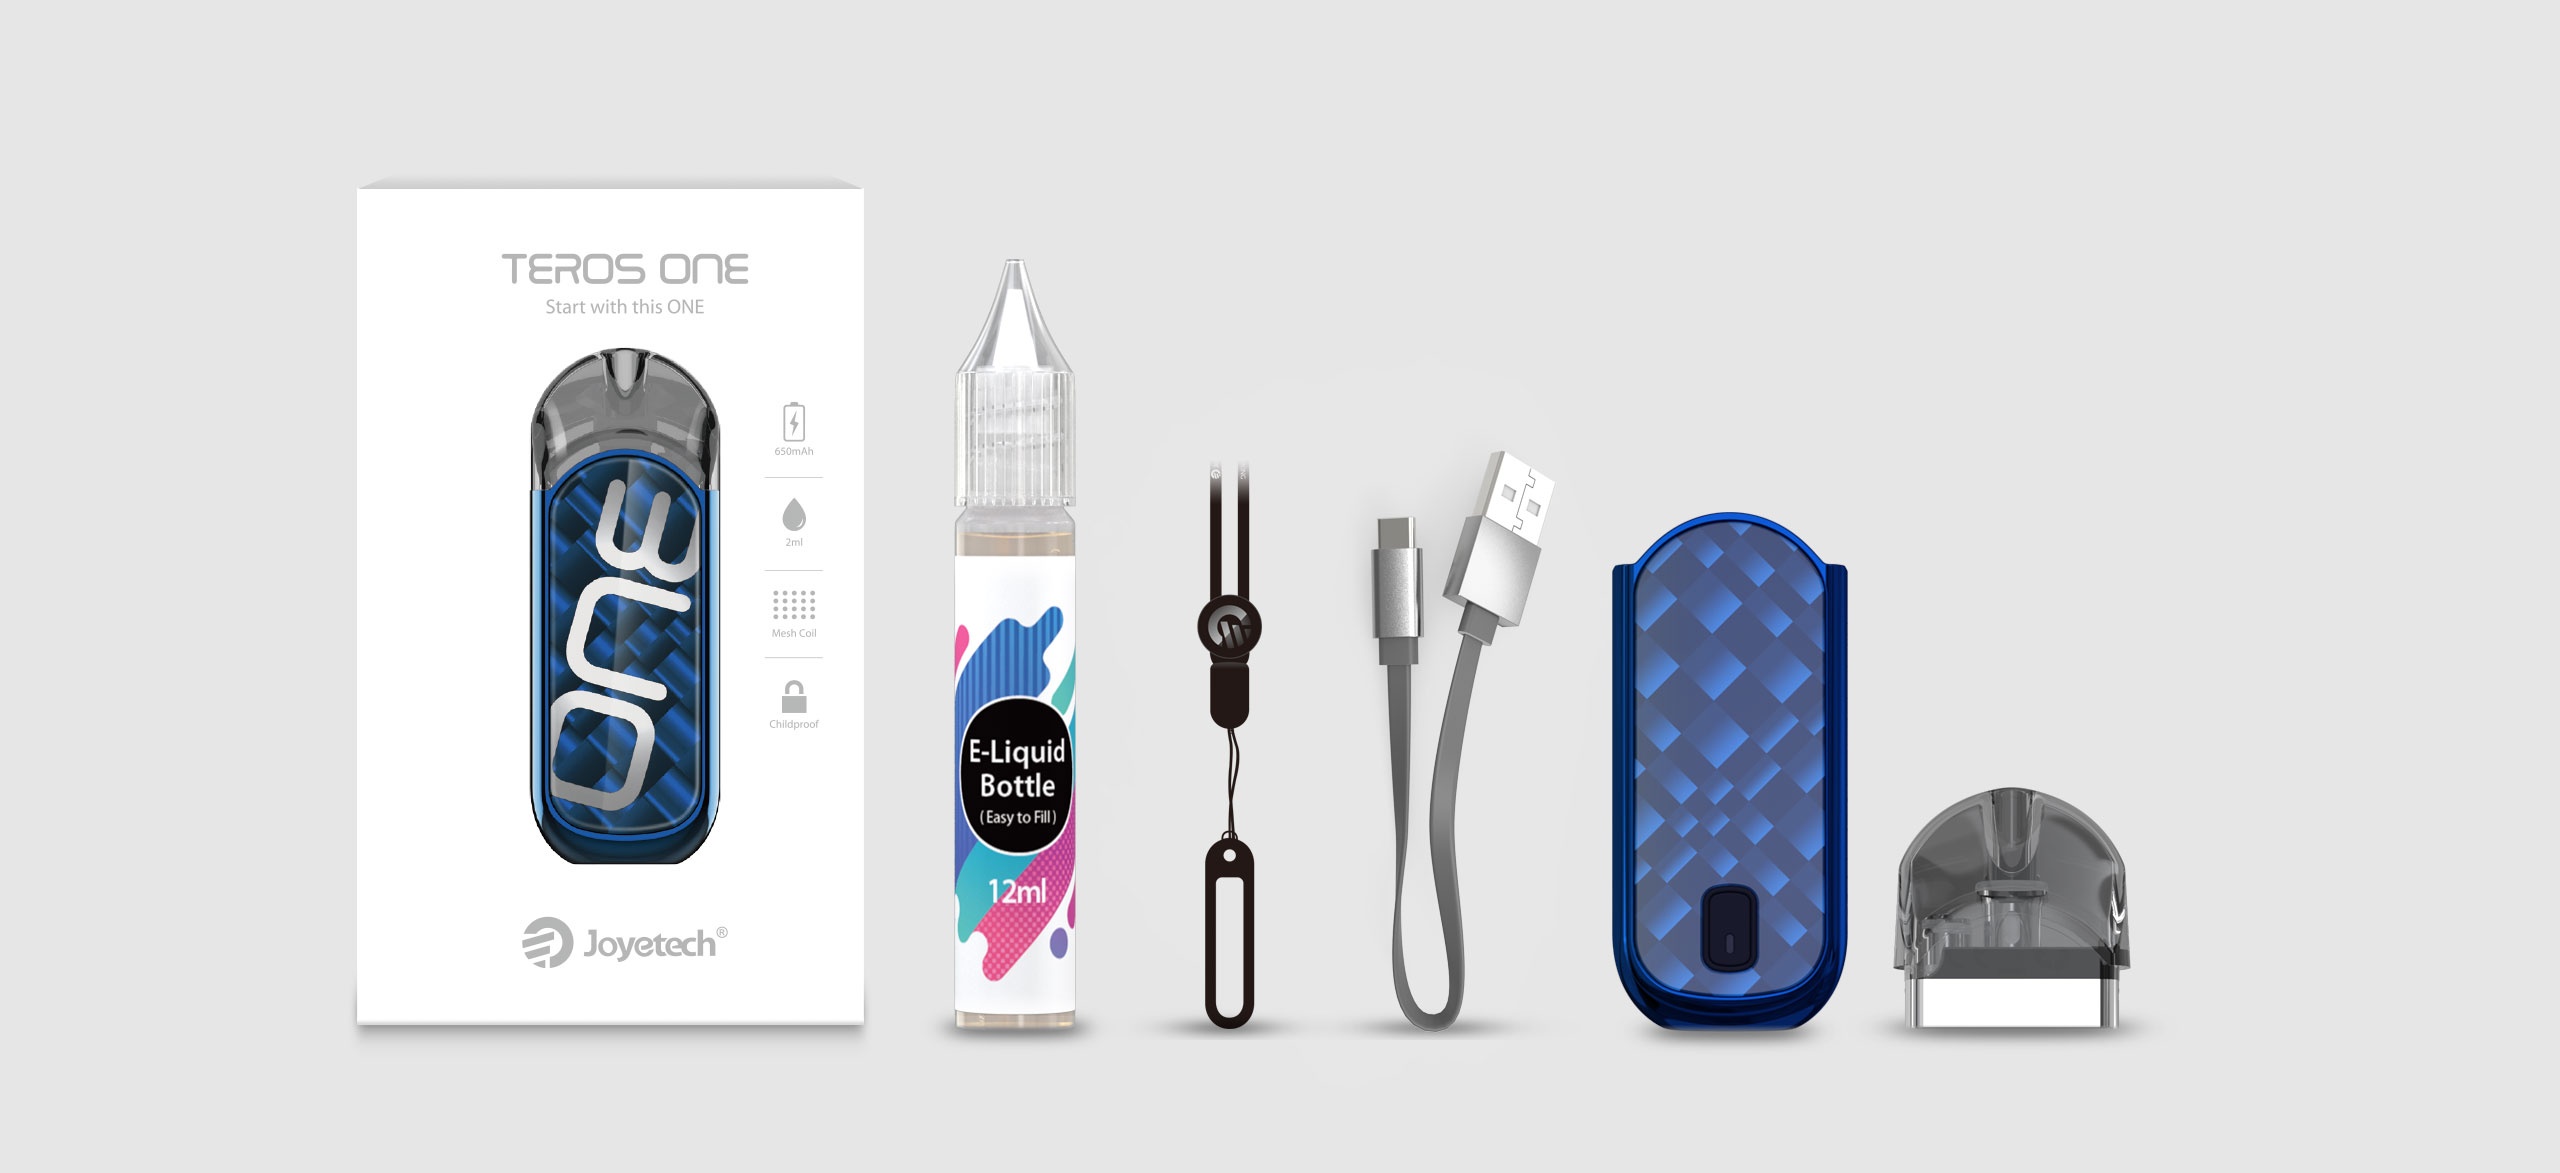 TEROS ONE
Start with this ONE
650mAh
2ml
Mesh Coil
Childproof
ONE
Joyetech®
E-Liquid
Bottle
( Easy to Fill )
12ml